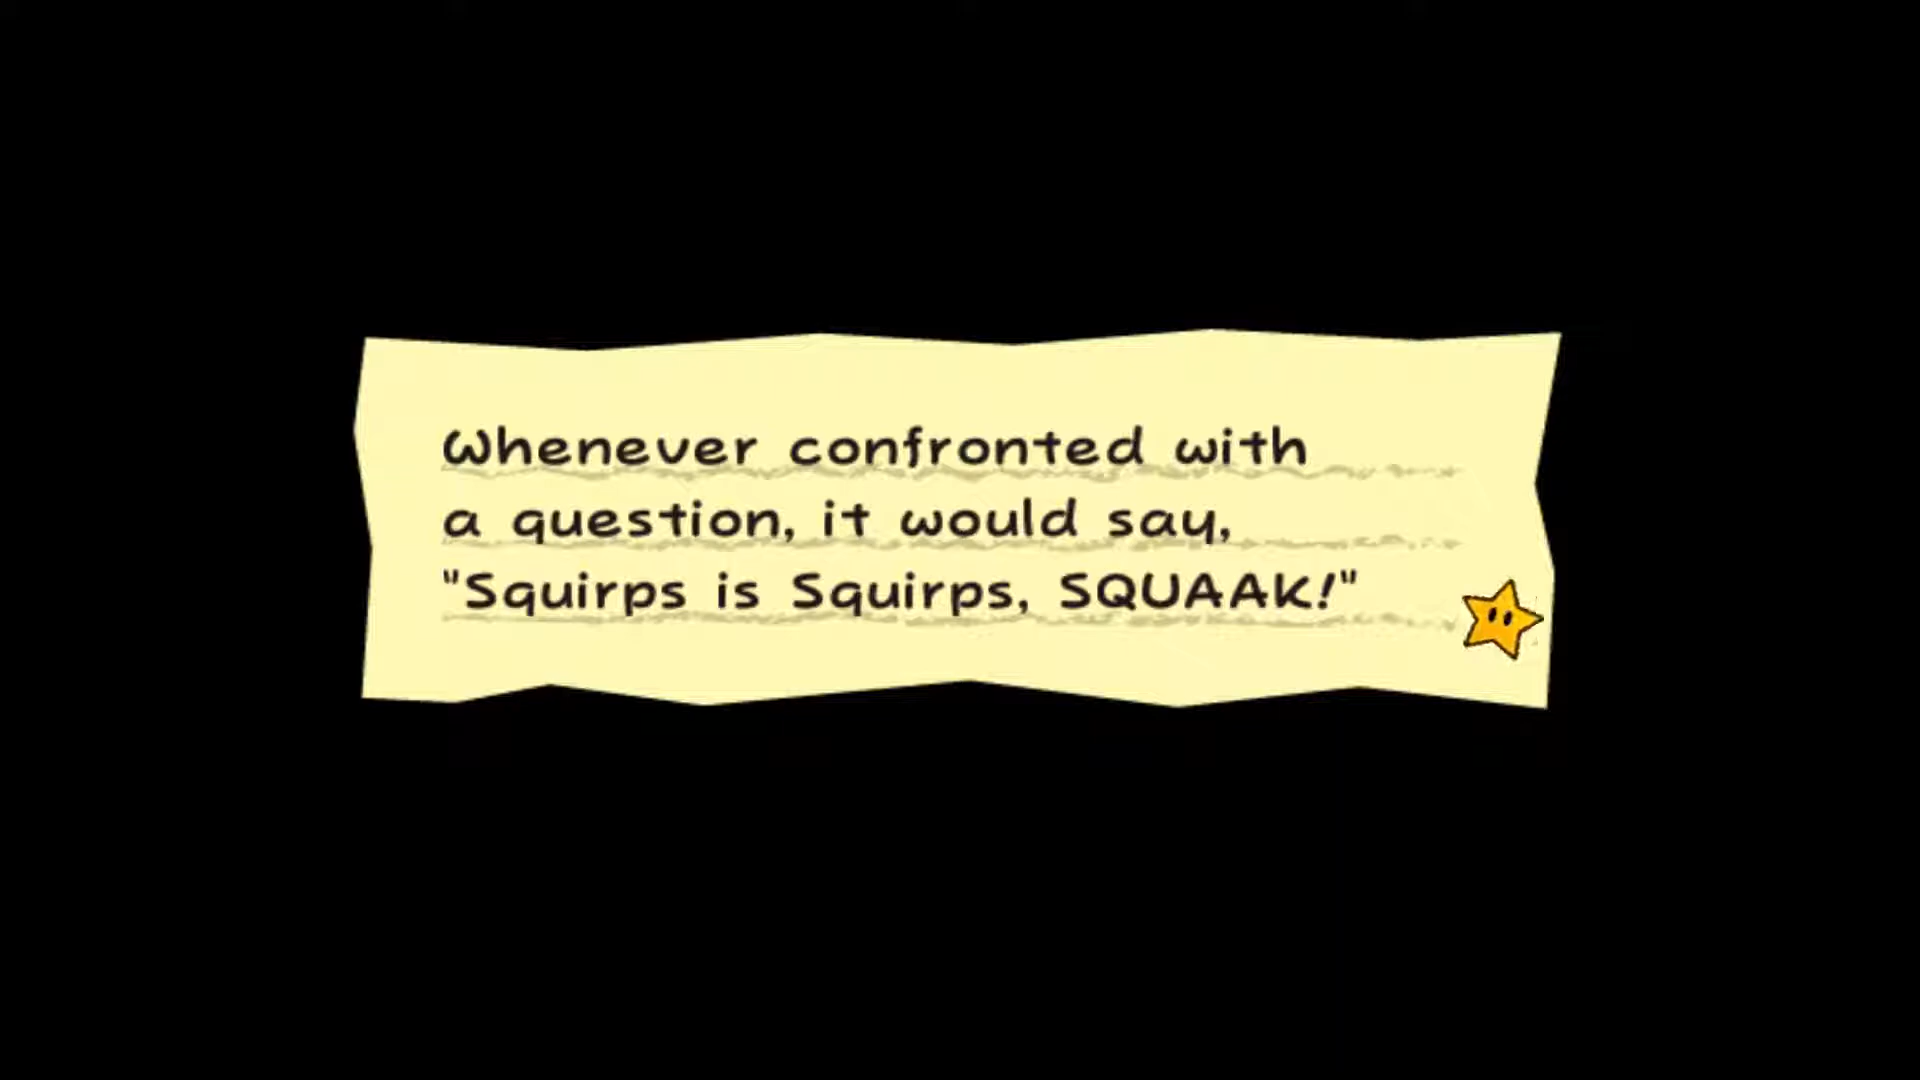 Whenever confronted with
a question, it would say,
"Squirps is Squirps, SQUAAK!"